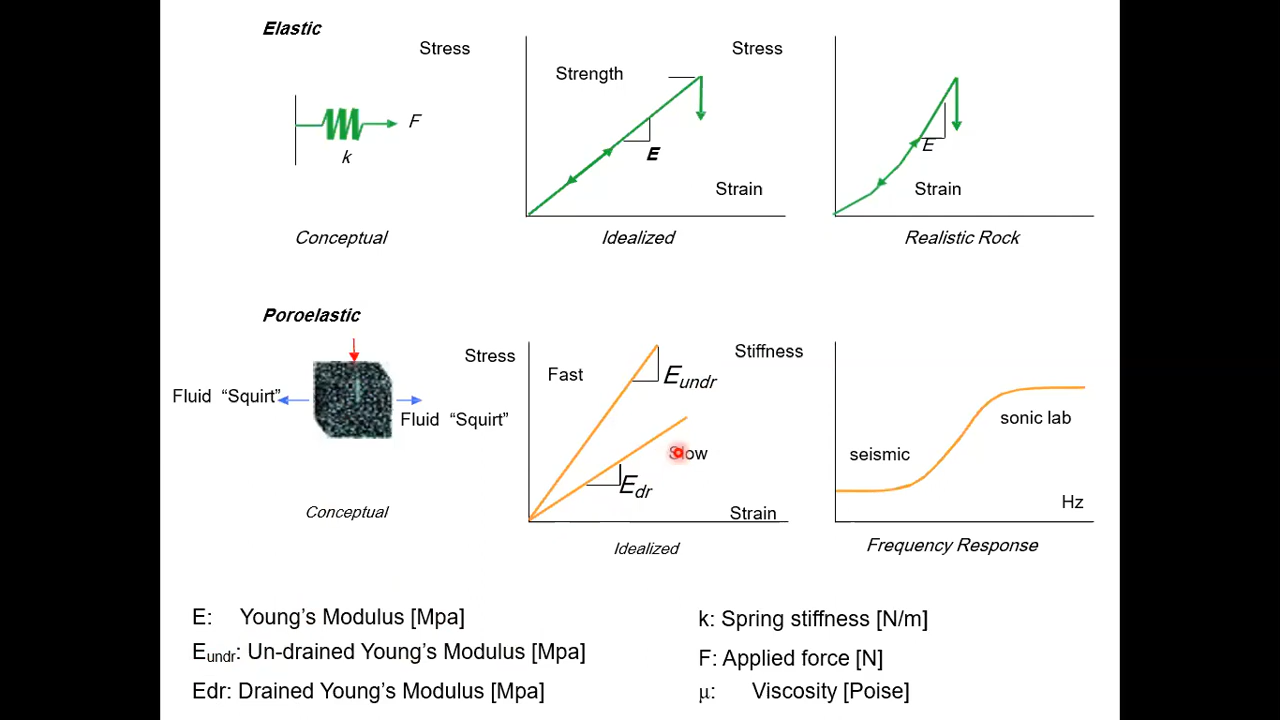 Elastic
Stress
Strength
Stress
F
k
E
E
Strain
Strain
Conceptual
Idealized
Realistic Rock
Poroelastic
Stress
Fast
Stiffness
Eundr
Fluid “Squirt”
Fluid “Squirt”
sonic lab
Slow
seismic
Edr
Hz
Strain
Conceptual
Idealized
Frequency Response
E: Young’s Modulus [Mpa]
Eundr: Un-drained Young’s Modulus [Mpa]
Edr: Drained Young’s Modulus [Mpa]
k: Spring stiffness [N/m]
F: Applied force [N]
μ: Viscosity [Poise]